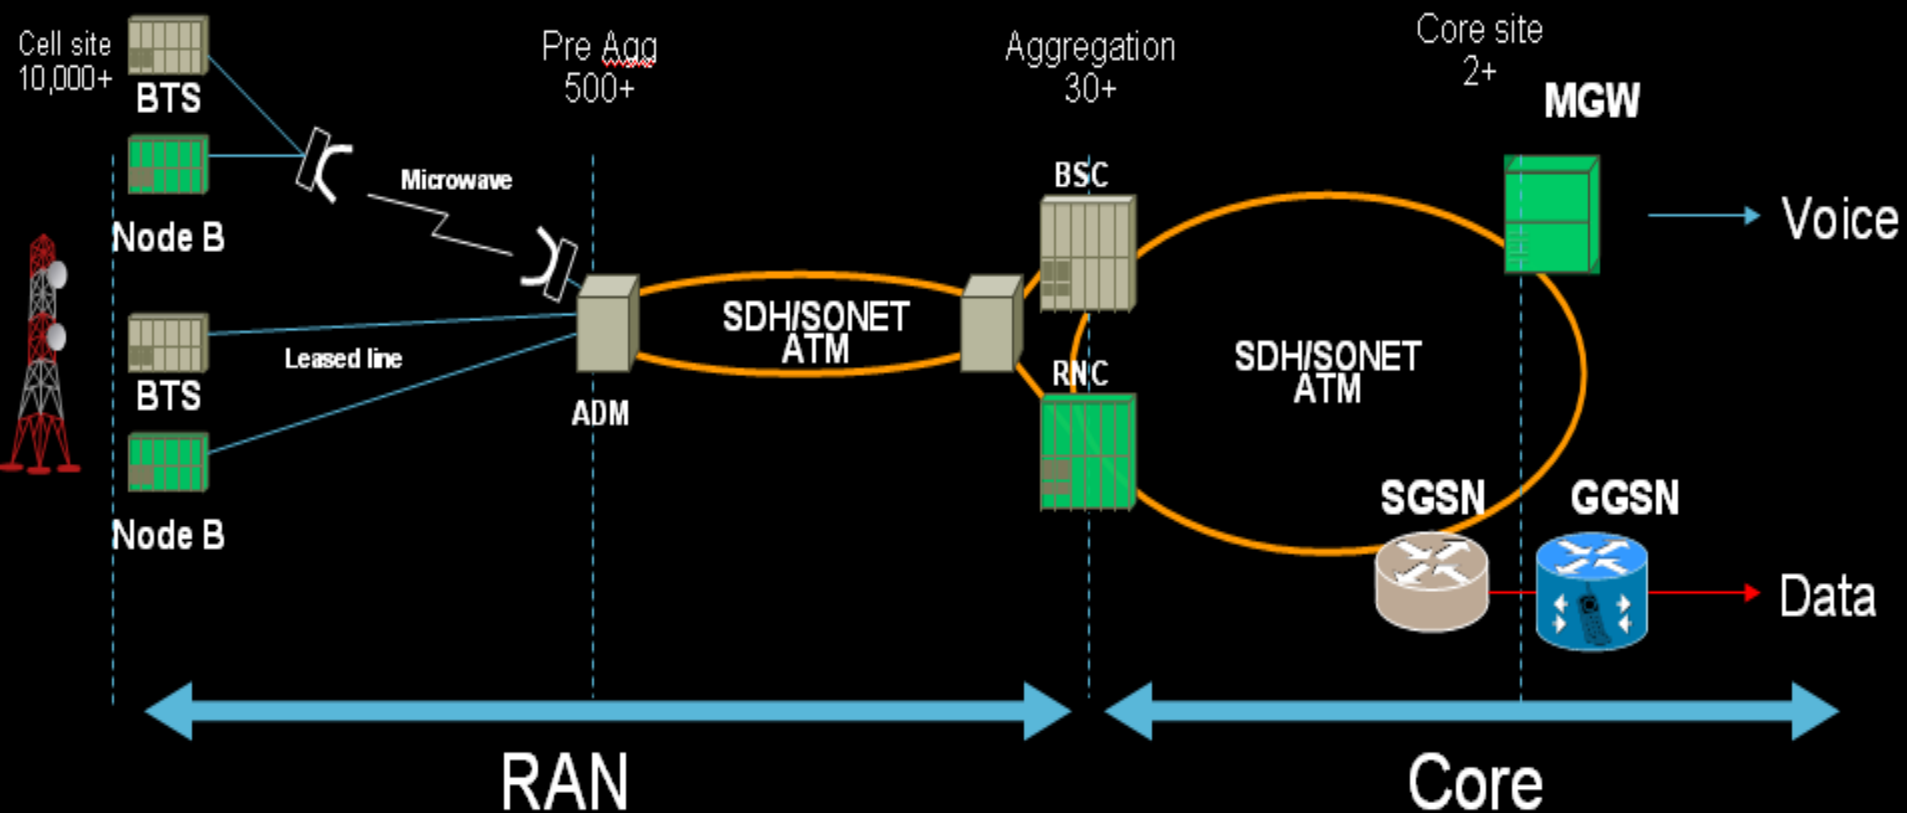 Cell site
10,000+
BTS
Node B
BTS
Node B
Microwave
Leased line
Pre Agg
500+
ADM
SDH/SONET
ATM
Aggregation
30+
BSC
RNC
SDH/SONET
ATM
Core site
2+
MGW
Voice
SGSN
GGSN
Data
RAN
Core